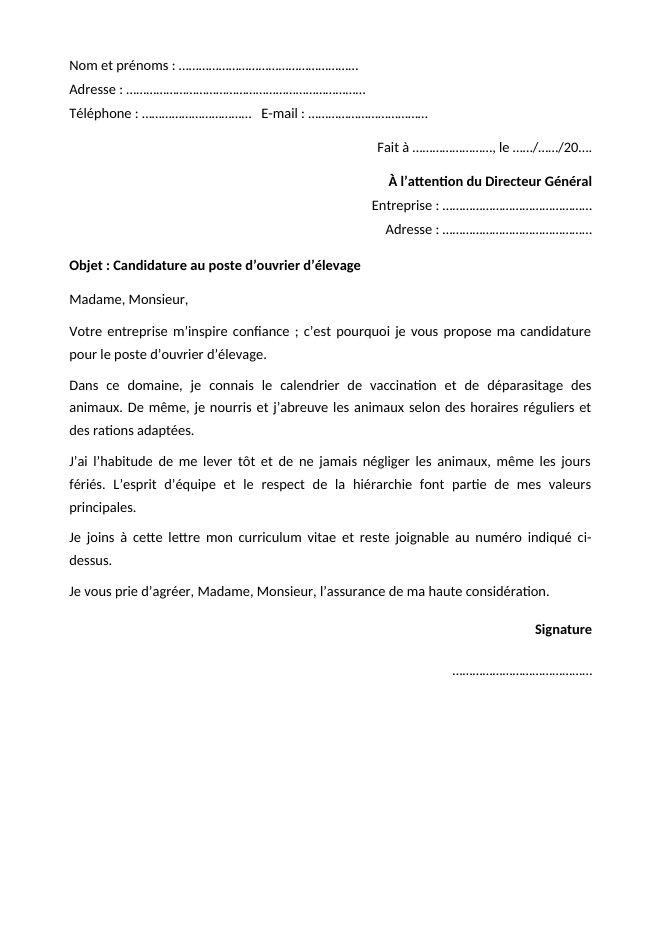 Nom et prénoms : ………………………………………………
Adresse : ………………………………………………………………
Téléphone : ……………………………  E-mail : ………………………………
Fait à ……………………, le ……/……/20….
À l’attention du Directeur Général
Entreprise : ………………………………………
Adresse : ………………………………………
Objet : Candidature au poste d’ouvrier d’élevage
Madame, Monsieur,
Votre entreprise m’inspire confiance ; c’est pourquoi je vous propose ma candidature
pour le poste d’ouvrier d’élevage.
Dans ce domaine, je connais le calendrier de vaccination et de déparasitage des
animaux. De même, je nourris et j’abreuve les animaux selon des horaires réguliers et
des rations adaptées.
J’ai l’habitude de me lever tôt et de ne jamais négliger les animaux, même les jours
fériés. L’esprit d’équipe et le respect de la hiérarchie font partie de mes valeurs
principales.
Je joins à cette lettre mon curriculum vitae et reste joignable au numéro indiqué ci-
dessus.
Je vous prie d’agréer, Madame, Monsieur, l’assurance de ma haute considération.
Signature
……………………………………